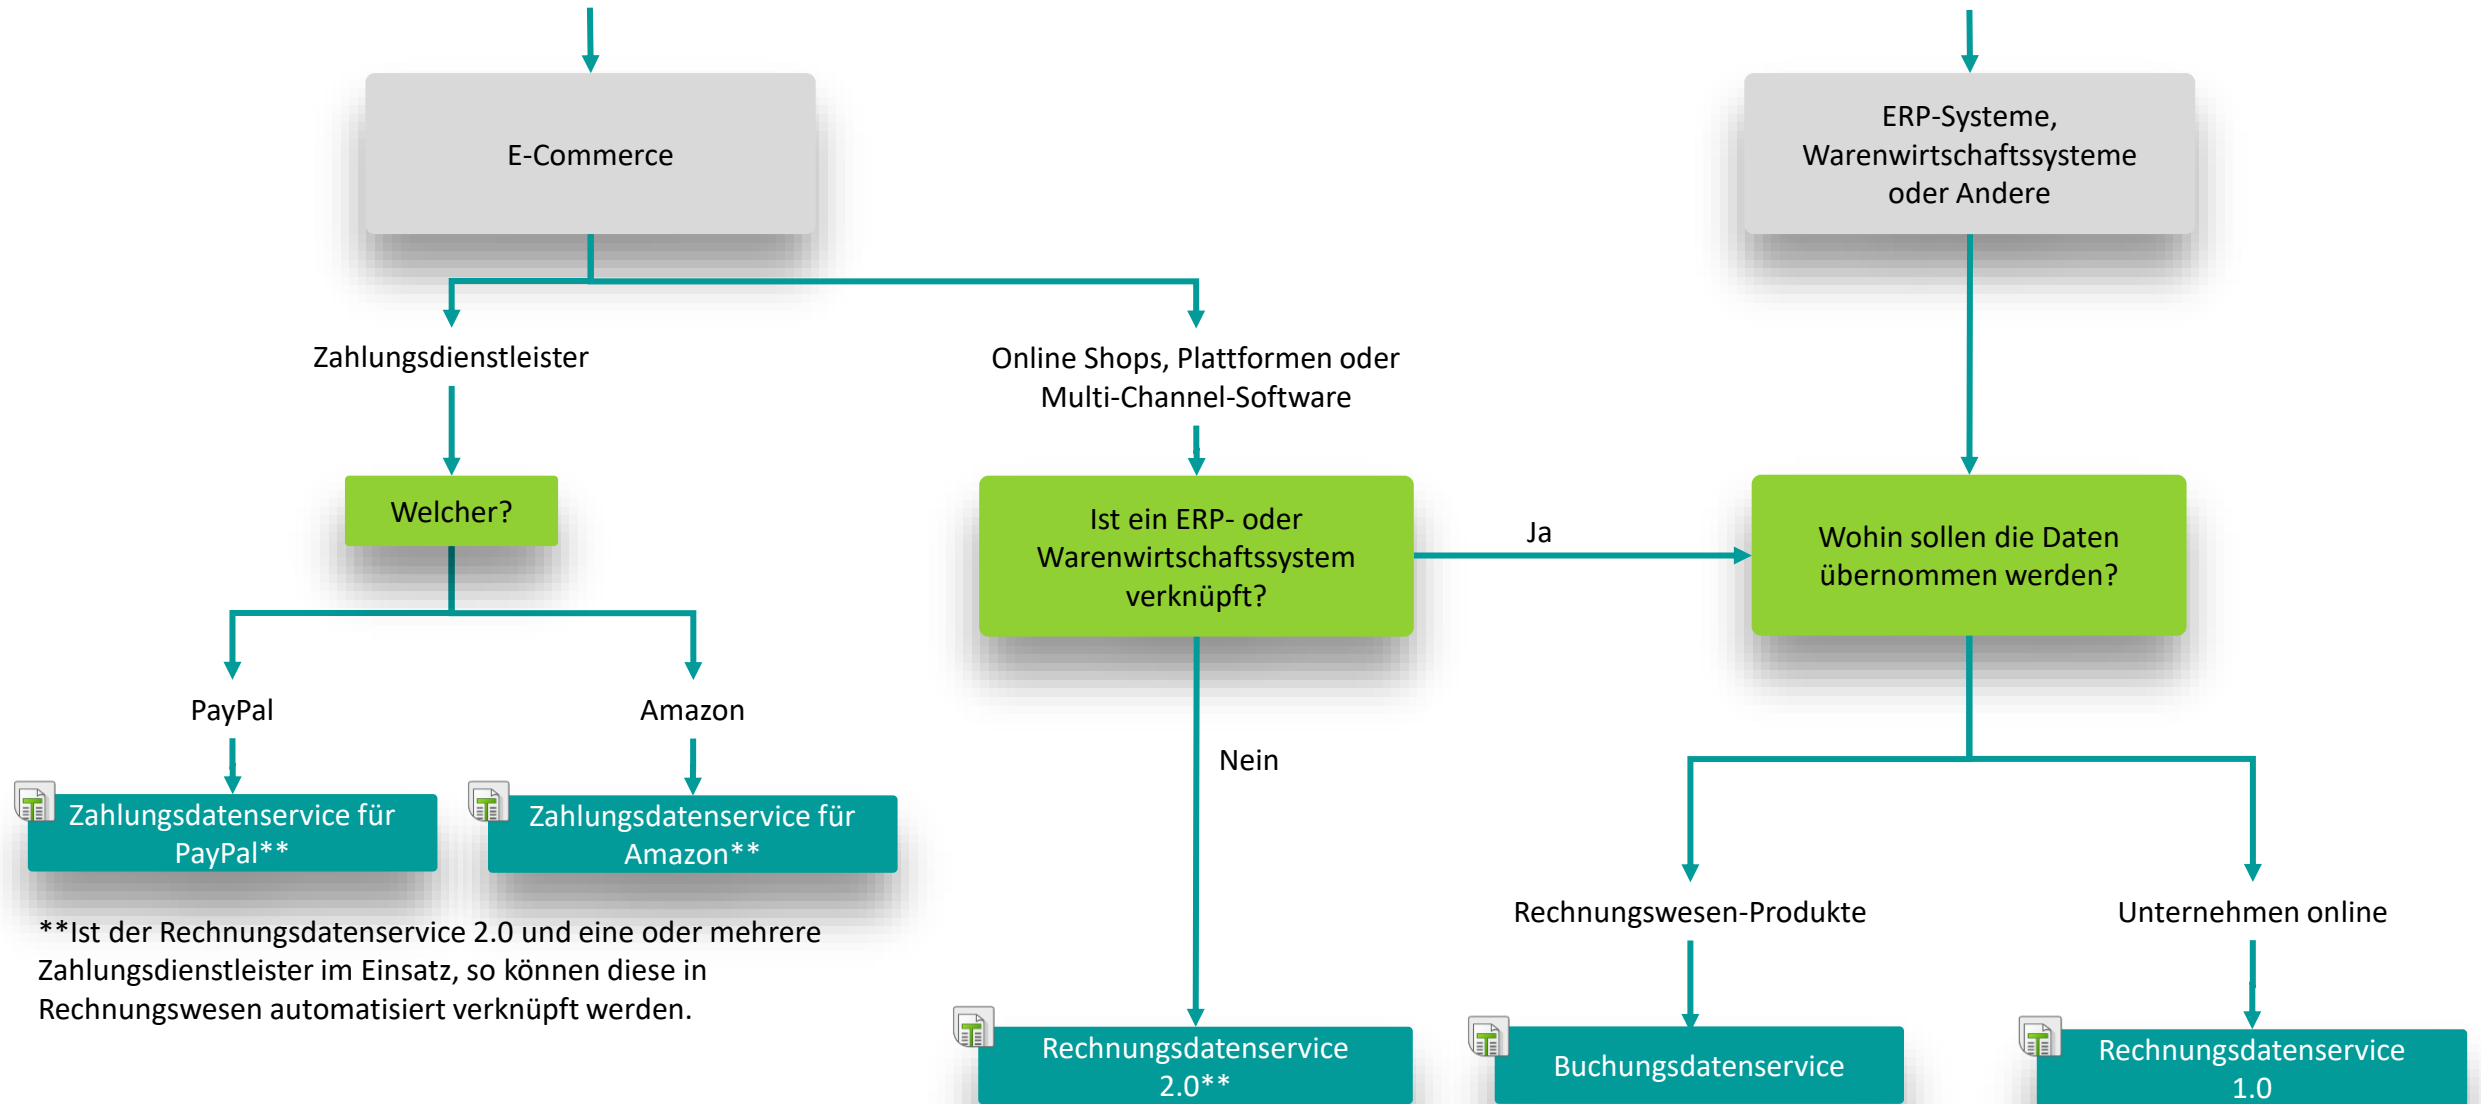 E-Commerce
ERP-Systeme,
Warenwirtschaftssysteme
oder Andere
Zahlungsdienstleister
Online Shops, Plattformen oder
Multi-Channel-Software
Welcher?
Ist ein ERP- oder
Warenwirtschaftssystem
verknüpft?
Ja
Wohin sollen die Daten
übernommen werden?
PayPal
Amazon
Nein
Zahlungsdatenservice für
PayPal**
Zahlungsdatenservice für
Amazon**
Rechnungswesen-Produkte
Unternehmen online
**Ist der Rechnungsdatenservice 2.0 und eine oder mehrere
Zahlungsdienstleister im Einsatz, so können diese in
Rechnungswesen automatisiert verknüpft werden.
Rechnungsdatenservice
2.0**
Buchungsdatenservice
Rechnungsdatenservice
1.0